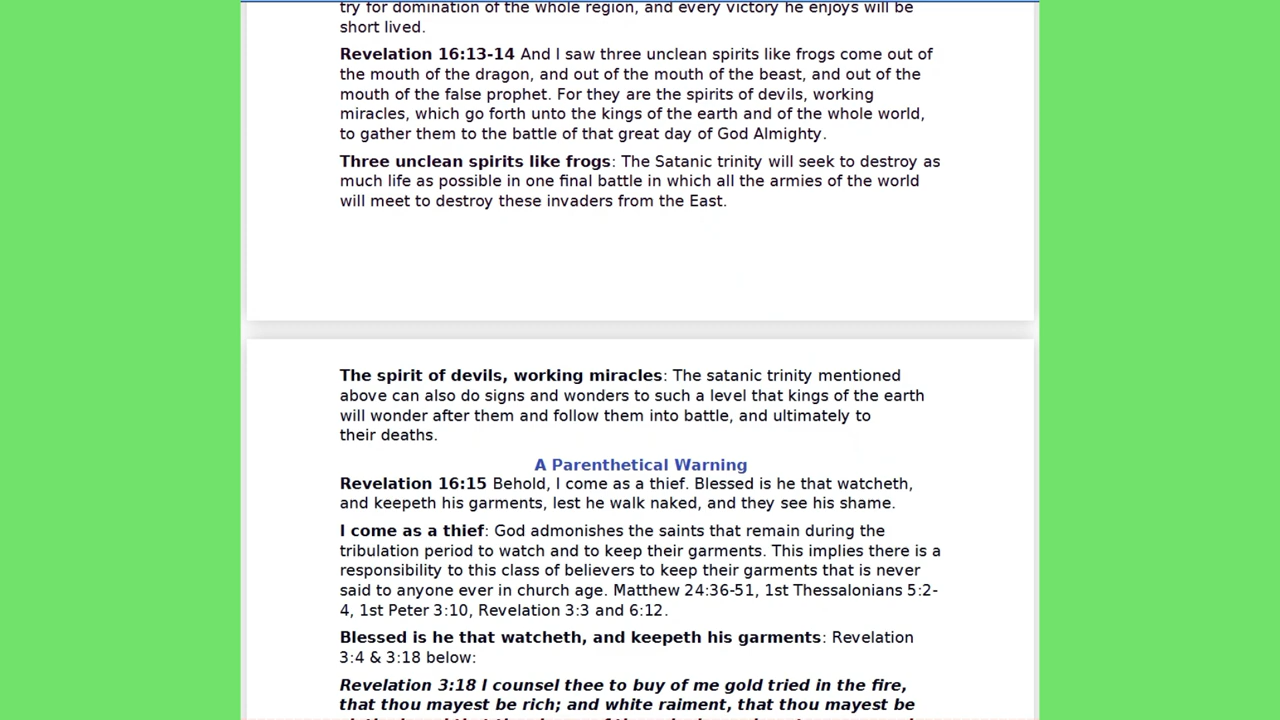 try for domination of the whole region, and every victory he enjoys will be
short lived.
Revelation 16:13-14 And I saw three unclean spirits like frogs come out of
the mouth of the dragon, and out of the mouth of the beast, and out of the
mouth of the false prophet. For they are the spirits of devils, working
miracles, which go forth unto the kings of the earth and of the whole world,
to gather them to the battle of that great day of God Almighty.
Three unclean spirits like frogs: The Satanic trinity will seek to destroy as
much life as possible in one final battle in which all the armies of the world
will meet to destroy these invaders from the East.
The spirit of devils, working miracles: The satanic trinity mentioned
above can also do signs and wonders to such a level that kings of the earth
will wonder after them and follow them into battle, and ultimately to
their deaths.
A Parenthetical Warning
Revelation 16:15 Behold, I come as a thief. Blessed is he that watcheth,
and keepeth his garments, lest he walk naked, and they see his shame.
I come as a thief: God admonishes the saints that remain during the
tribulation period to watch and to keep their garments. This implies there is a
responsibility to this class of believers to keep their garments that is never
said to anyone ever in church age. Matthew 24:36-51, 1st Thessalonians 5:2-
4, 1st Peter 3:10, Revelation 3:3 and 6:12.
Blessed is he that watcheth, and keepeth his garments: Revelation
3:4 & 3:18 below:
Revelation 3:18 I counsel thee to buy of me gold tried in the fire,
that thou mayest be rich; and white raiment, that thou mayest be